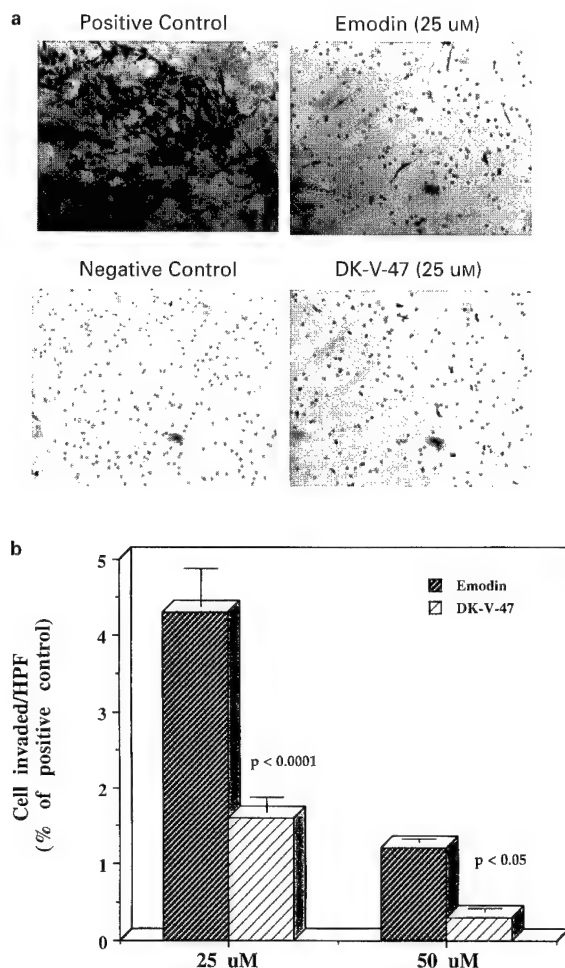 a
Positive Control
Emodin (25 uM)
Negative Control
DK-V-47 (25 uM)
b
Cell invaded/HPF
(% of positive control)
5
4
3
2
1
0
Emodin
DK-V-47
p < 0.0001
p < 0.05
25 uM
50 uM